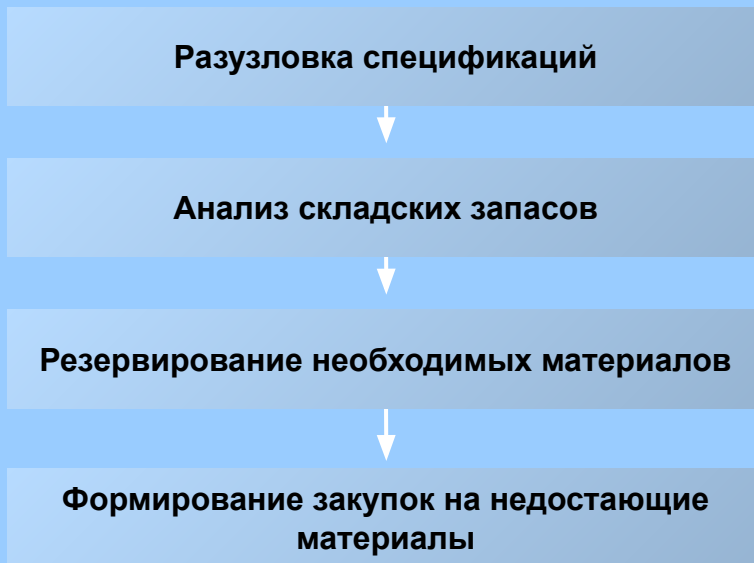 Разузловка спецификаций
Анализ складских запасов
Резервирование необходимых материалов
Формирование закупок на недостающие
материалы